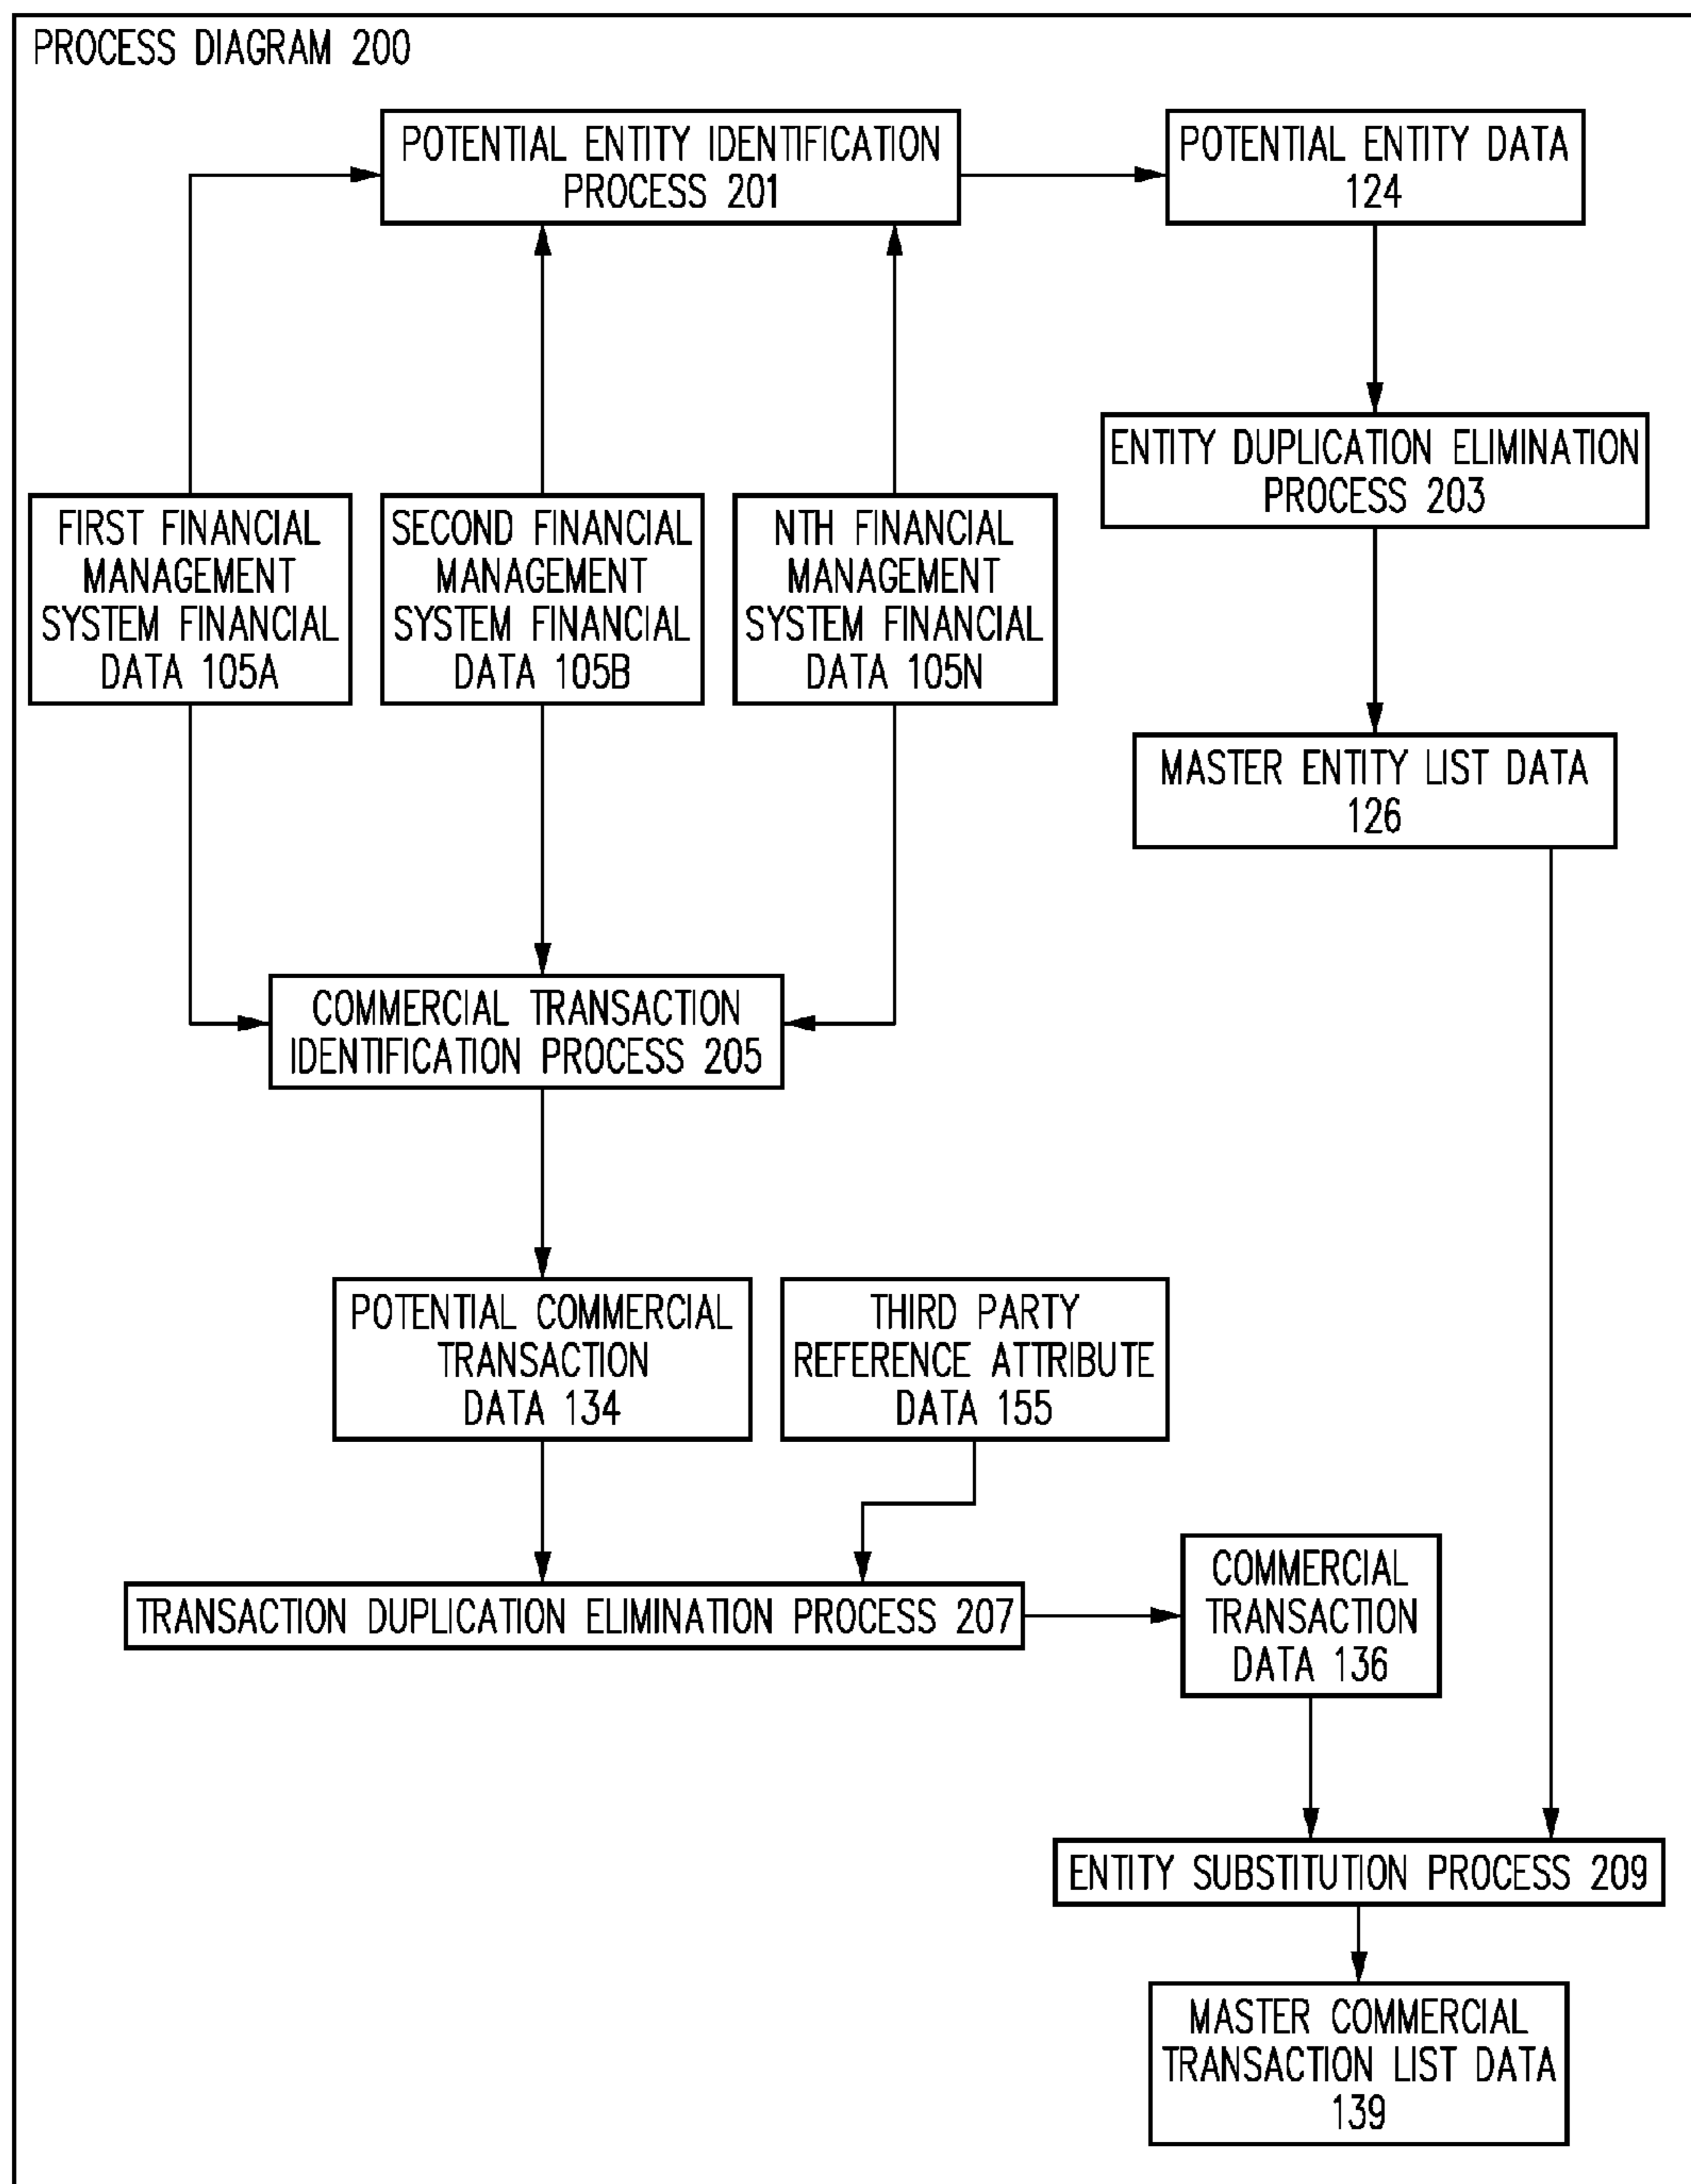 PROCESS DIAGRAM 200
POTENTIAL ENTITY IDENTIFICATION
PROCESS 201
POTENTIAL ENTITY DATA
124
ENTITY DUPLICATION ELIMINATION
PROCESS 203
FIRST FINANCIAL
MANAGEMENT
SYSTEM FINANCIAL
DATA 105A
SECOND FINANCIAL
MANAGEMENT
SYSTEM FINANCIAL
DATA 105B
NTH FINANCIAL
MANAGEMENT
SYSTEM FINANCIAL
DATA 105N
MASTER ENTITY LIST DATA
126
COMMERCIAL TRANSACTION
IDENTIFICATION PROCESS 205
POTENTIAL COMMERCIAL
TRANSACTION
DATA 134
THIRD PARTY
REFERENCE ATTRIBUTE
DATA 155
TRANSACTION DUPLICATION ELIMINATION PROCESS 207
COMMERCIAL
TRANSACTION
DATA 136
ENTITY SUBSTITUTION PROCESS 209
MASTER COMMERCIAL
TRANSACTION LIST DATA
139